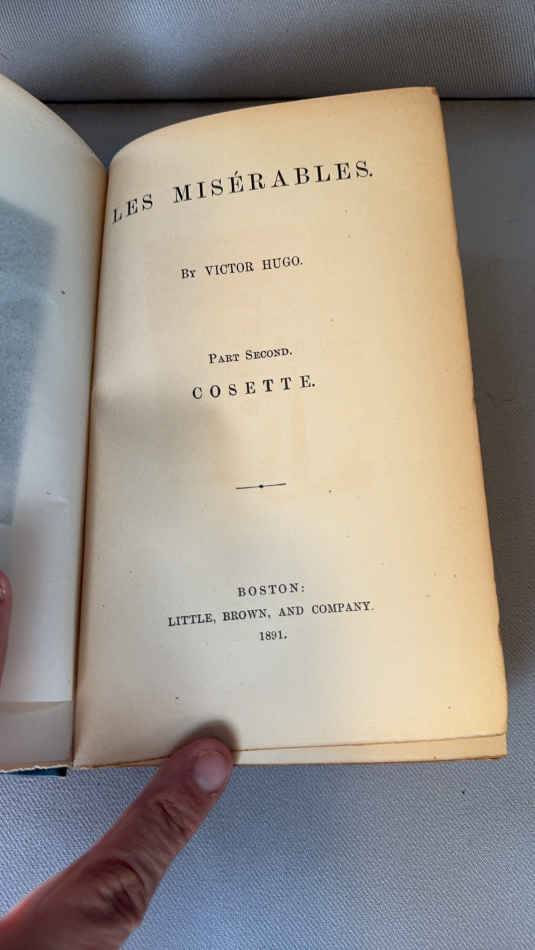 LES MISÉRABLES.
By VICTOR HUGO.
Part Second.
COSETTE.
BOSTON:
LITTLE, BROWN, AND COMPANY.
1891.